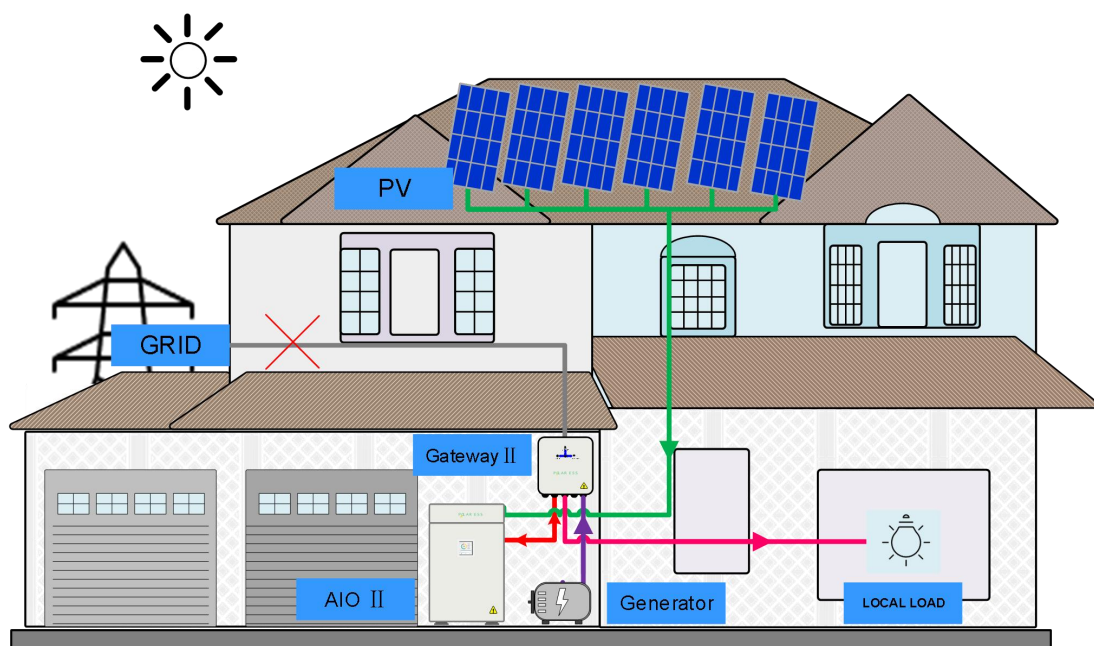 PV
GRID
Gateway Ⅱ
AIO Ⅱ
Generator
LOCAL LOAD